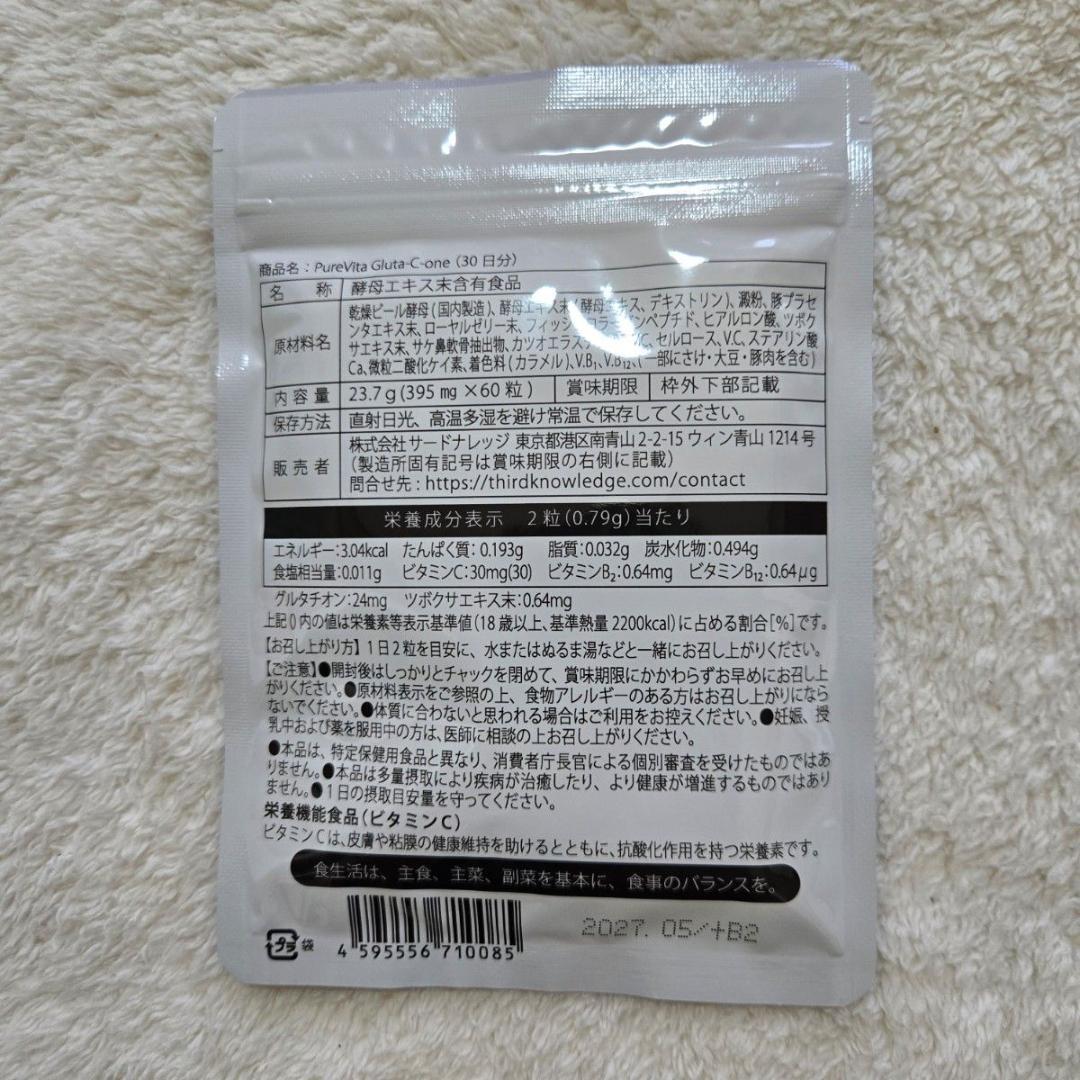 商品名：PureVita Gluta-C-one（30日分）
名称 酵母エキス末含有食品
原材料名 乾燥ビール酵母(国内製造)、酵母エキス末(酵母エキス、デキストリン)、澱粉、豚プラセ
ンタエキス末、ローヤルゼリー末、フィッシュコラーゲンペプチド、ヒアルロン酸、ツボク
サエキス末、サケ鼻軟骨抽出物、カツオエラス セルロース、V.C、ステアリン酸
Ca、微粒二酸化ケイ素、着色料(カラメル)、V.B₁、V.B₁₂、(一部にさけ・大豆・豚肉を含む)
内容量 23.7g(395㎎×60粒) 賞味期限 枠外下部記載
保存方法 直射日光、高温多湿を避け常温で保存してください。
販売者 株式会社サードナレッジ 東京都港区南青山2-2-15ウィン青山1214号
（製造所固有記号は賞味期限の右側に記載）
問合せ先：https://thirdknowledge.com/contact
栄養成分表示 2粒(0.79g)当たり
エネルギー：3.04kcal たんぱく質：0.193g 脂質：0.032g 炭水化物：0.494g
食塩相当量：0.011g ビタミンC：30mg(30) ビタミンB₂：0.64mg ビタミンB₁₂：0.64μg
グルタチオン：24mg ツボクサエキス末：0.64mg
上記()内の値は栄養素等表示基準値(18歳以上、基準熱量2200kcal)に占める割合[%]です。
【お召し上がり方】1日2粒を目安に、水またはぬるま湯などと一緒にお召し上がりください。
【ご注意】●開封後はしっかりとチャックを閉めて、賞味期限にかかわらずお早めにお召し上
がりください。●原材料表示をご参照の上、食物アレルギーのある方はお召し上がりになら
ないでください。●体質に合わないと思われる場合はご利用をお控えください。●妊娠、授
乳中および薬を服用中の方は、医師に相談の上お召し上がりください。
●本品は、特定保健用食品と異なり、消費者庁長官による個別審査を受けたものではあ
りません。●本品は多量摂取により疾病が治癒したり、より健康が増進するものではあり
ません。●1日の摂取目安量を守ってください。
栄養機能食品(ビタミンC)
ビタミンCは、皮膚や粘膜の健康維持を助けるとともに、抗酸化作用を持つ栄養素です。
食生活は、主食、主菜、副菜を基本に、食事のバランスを。
プラ 袋
4 595556 710085
2027. 05/+B2